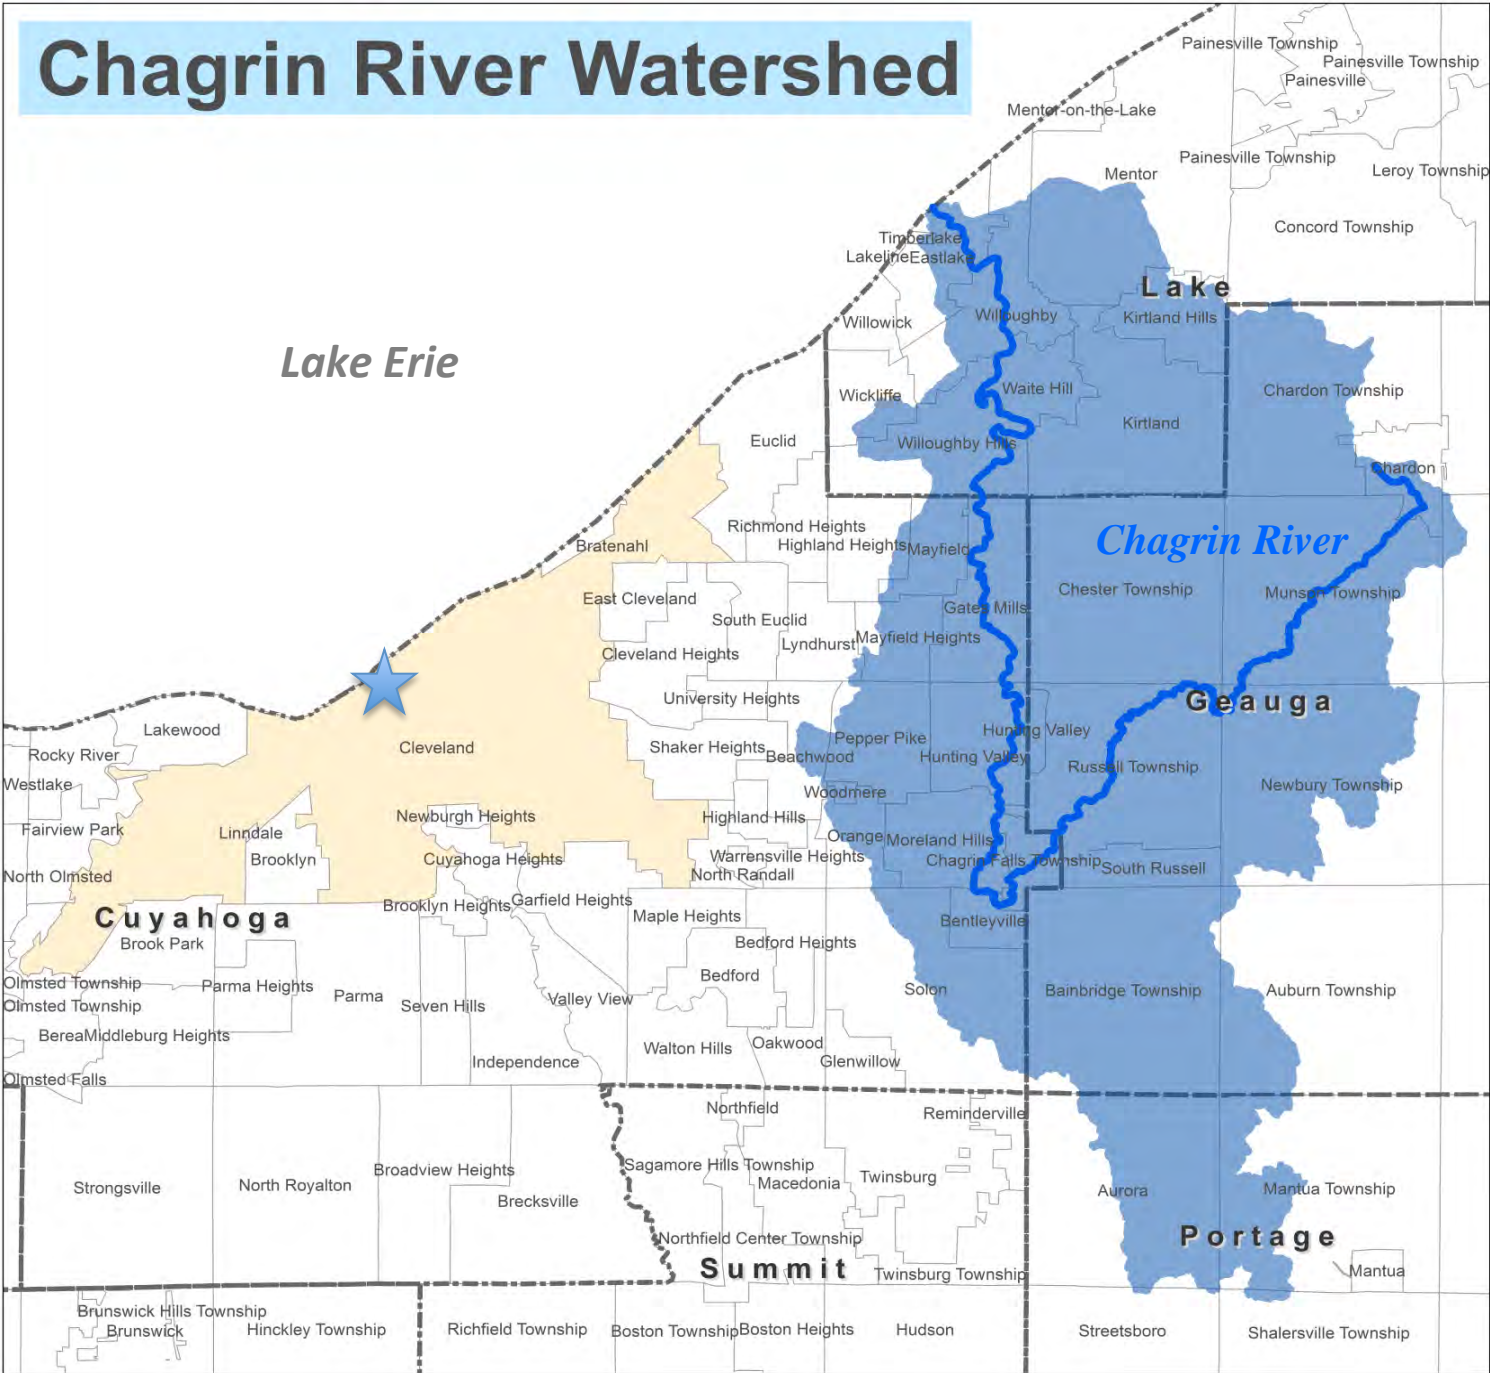 Chagrin River Watershed
Painesville Township
Painesville Township
Painesville
Mentor-on-the-Lake
Painesville Township
Leroy Township
Mentor
Concord Township
Timberlake
Lakeline
Eastlake
Lake
Willowick
Willoughby
Kirtland Hills
Lake Erie
Wickliffe
Waite Hill
Chardon Township
Kirtland
Euclid
Willoughby Hills
Chardon
Richmond Heights
Highland Heights
Mayfield
Chagrin River
Bratenahl
East Cleveland
Chester Township
Munson Township
South Euclid
Gates Mills
Lyndhurst
Mayfield Heights
Cleveland Heights
University Heights
Geauga
Lakewood
Hunting Valley
Rocky River
Cleveland
Shaker Heights
Beachwood
Pepper Pike
Hunting Valley
Russell Township
Westlake
Woodmere
Newbury Township
Newburgh Heights
Highland Hills
Fairview Park
Linndale
Orange
Moreland Hills
Brooklyn
Cuyahoga Heights
Warrensville Heights
Chagrin Falls Township
South Russell
North Olmsted
North Randall
Cuyahoga
Brooklyn Heights
Garfield Heights
Maple Heights
Bentleyville
Brook Park
Bedford Heights
Olmsted Township
Parma Heights
Parma
Bedford
Solon
Bainbridge Township
Auburn Township
Olmsted Township
Seven Hills
Valley View
Berea
Middleburg Heights
Walton Hills
Oakwood
Independence
Glenwillow
Olmsted Falls
Northfield
Reminderville
Strongsville
North Royalton
Broadview Heights
Sagamore Hills Township
Macedonia
Twinsburg
Aurora
Mantua Township
Brecksville
Northfield Center Township
Portage
Summit
Twinsburg Township
Mantua
Brunswick Hills Township
Brunswick
Hinckley Township
Richfield Township
Boston Township
Boston Heights
Hudson
Streetsboro
Shalersville Township